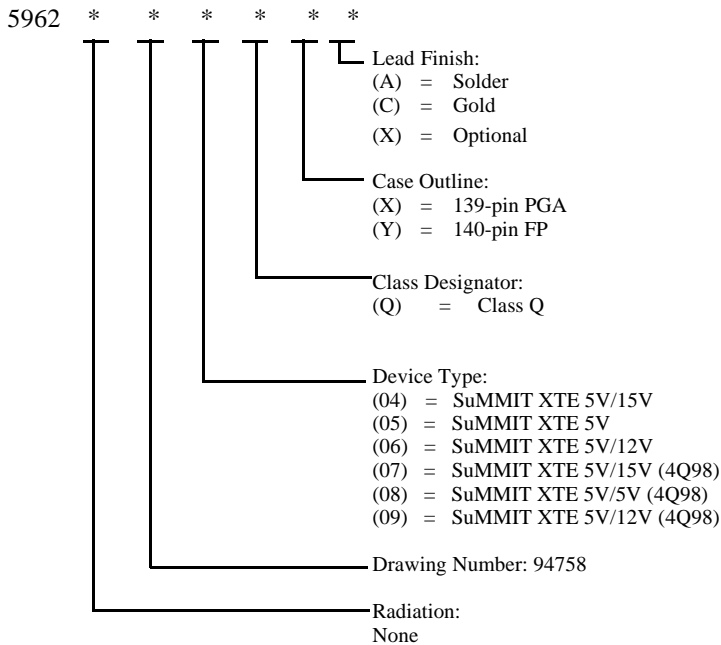 5962 * * * * * *
Lead Finish:
(A) = Solder
(C) = Gold
(X) = Optional
Case Outline:
(X) = 139-pin PGA
(Y) = 140-pin FP
Class Designator:
(Q) = Class Q
Device Type:
(04) = SuMMIT XTE 5V/15V
(05) = SuMMIT XTE 5V
(06) = SuMMIT XTE 5V/12V
(07) = SuMMIT XTE 5V/15V (4Q98)
(08) = SuMMIT XTE 5V/5V (4Q98)
(09) = SuMMIT XTE 5V/12V (4Q98)
Drawing Number: 94758
Radiation:
None